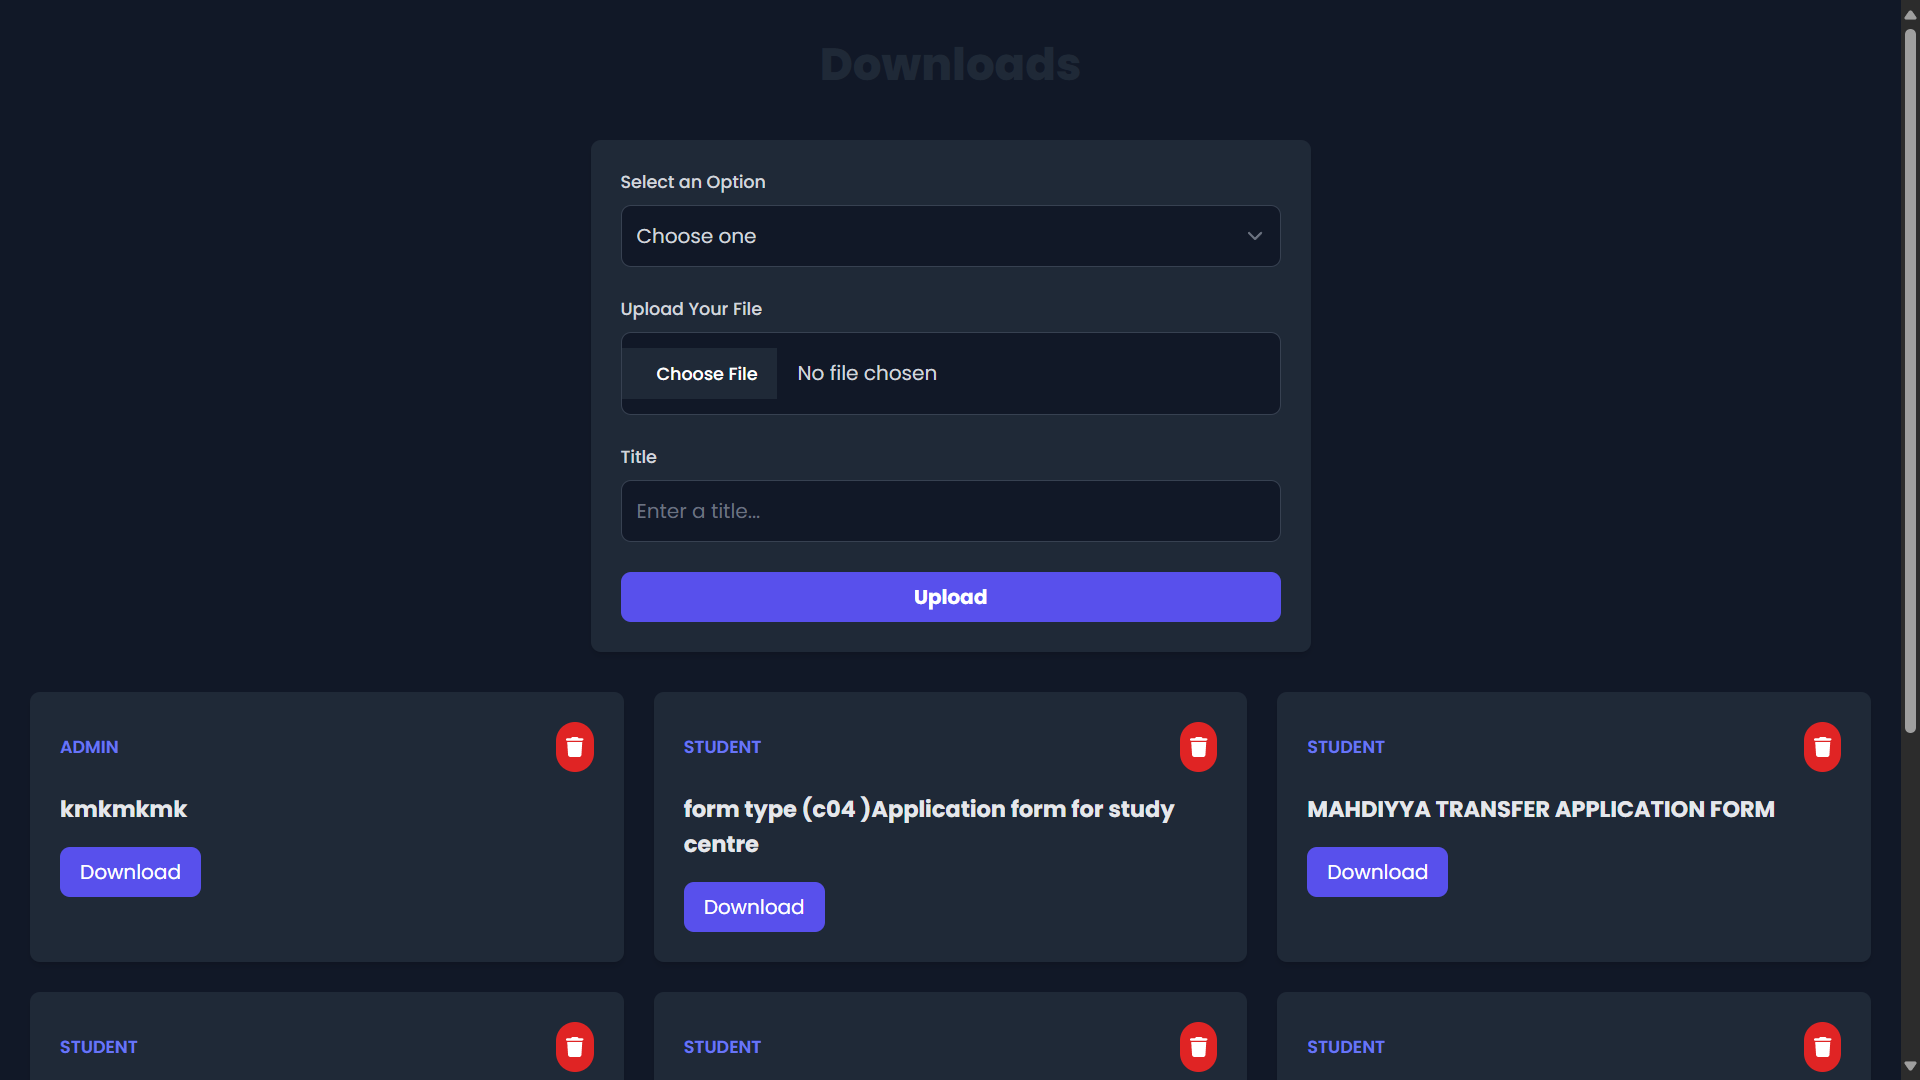 Downloads
Select an Option
Choose one
Upload Your File
Choose File No file chosen
Title
Enter a title...
Upload
ADMIN
kmkmkmk
Download
STUDENT
form type (c04 )Application form for study
centre
Download
STUDENT
MAHDIYYA TRANSFER APPLICATION FORM
Download
STUDENT
STUDENT
STUDENT